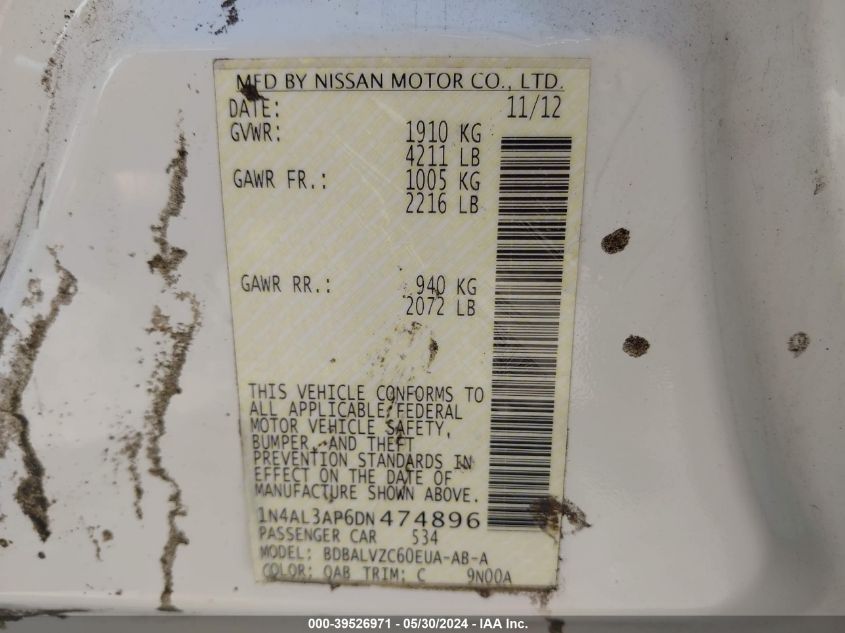 MFD BY NISSAN MOTOR CO., LTD.
DATE: 11/12
GVWR: 1910 KG
4211 LB
GAWR FR.: 1005 KG
2216 LB
GAWR RR.: 940 KG
2072 LB
THIS VEHICLE CONFORMS TO
ALL APPLICABLE FEDERAL
MOTOR VEHICLE SAFETY,
BUMPER, AND THEFT
PREVENTION STANDARDS IN
EFFECT ON THE DATE OF
MANUFACTURE SHOWN ABOVE.
1N4AL3AP6DN474896
PASSENGER CAR 534
MODEL: BDBALVZC60EUA-AB-A
COLOR: QAB TRIM: C 9N00A
000-39526971 / 05/30/2024 - IAA Inc.